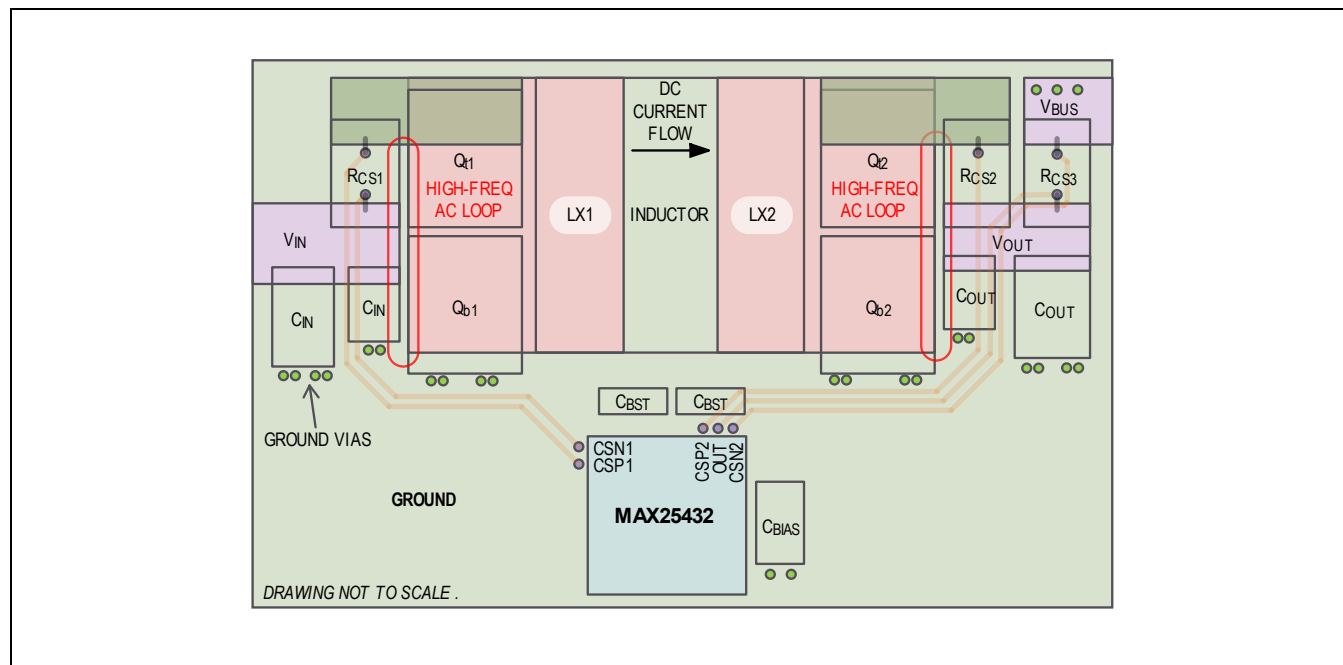 DC
CURRENT
FLOW
VBUS
Qt1
Qt2
RCS1
RCS2
RCS3
HIGH-FREQ
AC LOOP
HIGH-FREQ
AC LOOP
LX1
INDUCTOR
LX2
VIN
VOUT
CIN
CIN
Qb1
Qb2
COUT
COUT
CBST
CBST
GROUND VIAS
CSN1
CSP1
CSP2
OUT
CSN2
GROUND
MAX25432
CBIAS
DRAWING NOT TO SCALE .